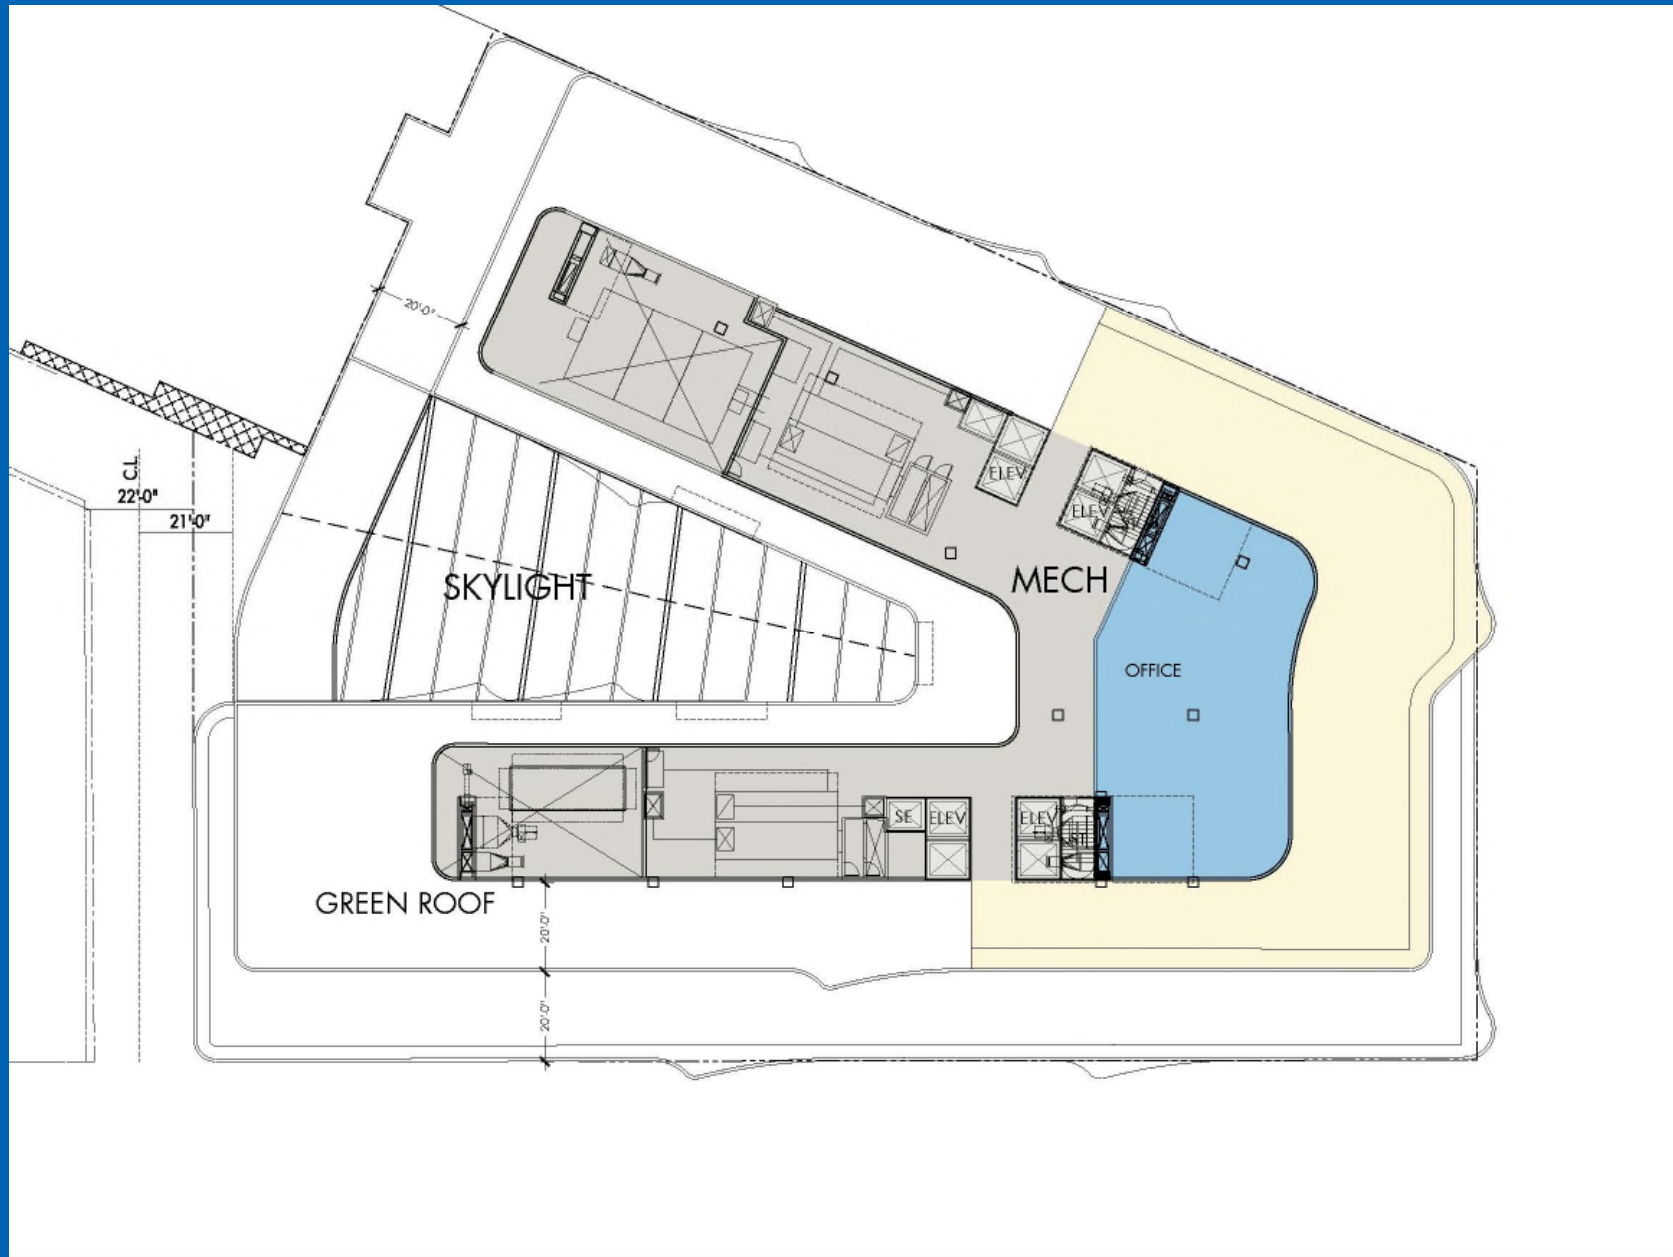 20'-0"
C.L.
22'-0"
21'-0"
ELEV
ELEV
SKYLIGHT
MECH
OFFICE
SE
ELEV
ELEV
ST
GREEN ROOF
20'-0"
20'-0"